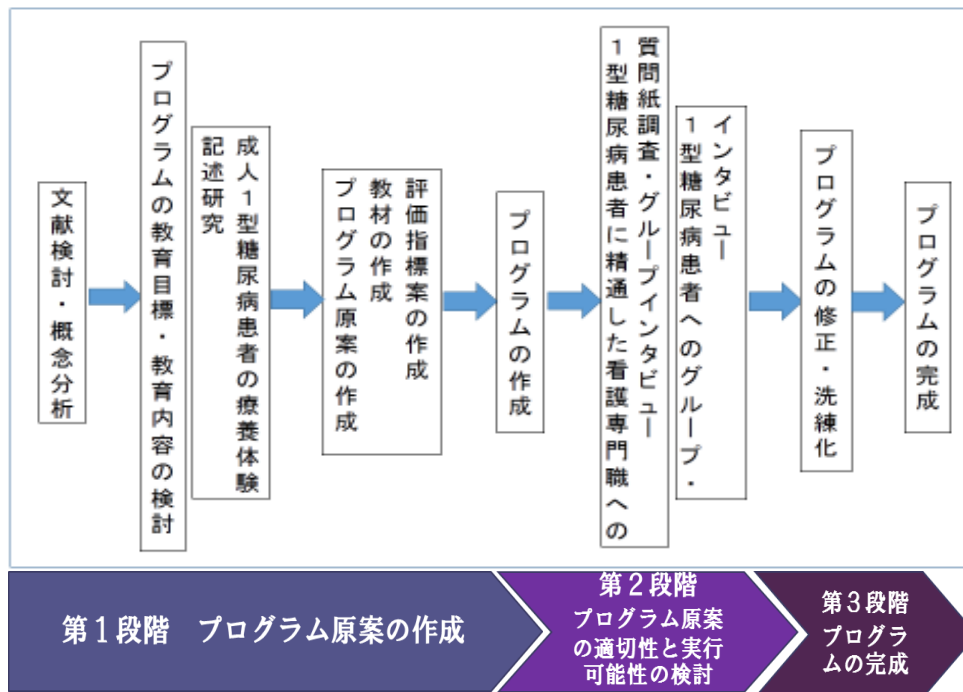 文献検討・概念分析
プログラムの教育目標・教育内容の検討
成人１型糖尿病患者の療養体験
記述研究
評価指標案の作成
教材の作成
プログラム原案の作成
プログラムの作成
質問紙調査・グループインタビュー
１型糖尿病患者に精通した看護専門職への
インタビュー
１型糖尿病患者へのグループ・
プログラムの修正・洗練化
プログラムの完成
第１段階　プログラム原案の作成
第２段階
プログラム原案
の適切性と実行
可能性の検討
第３段階
プログラ
ムの完成